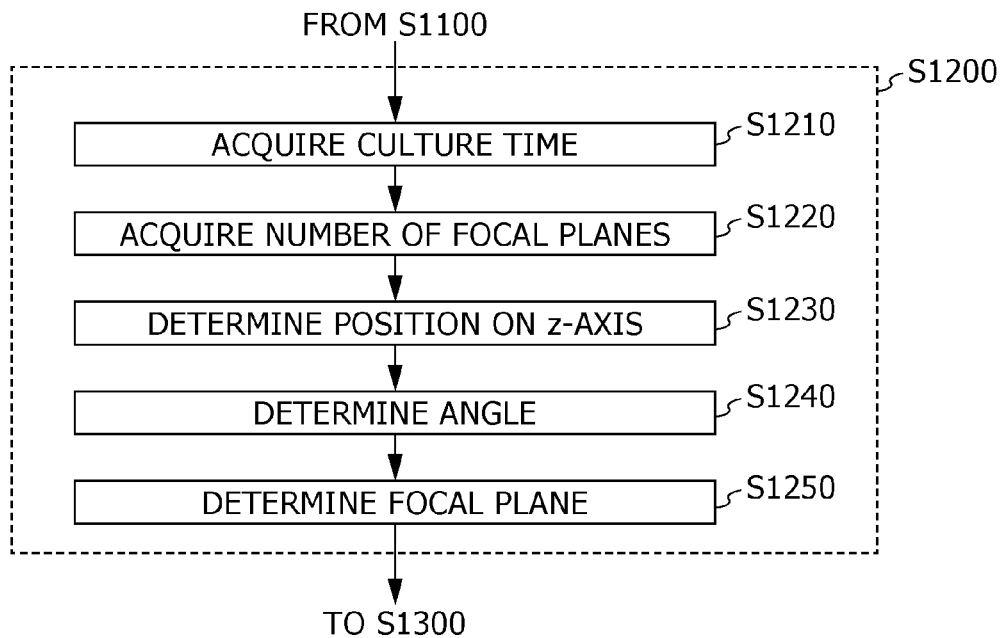 FROM S1100
S1200
ACQUIRE CULTURE TIME
S1210
ACQUIRE NUMBER OF FOCAL PLANES
S1220
DETERMINE POSITION ON z-AXIS
S1230
DETERMINE ANGLE
S1240
DETERMINE FOCAL PLANE
S1250
TO S1300